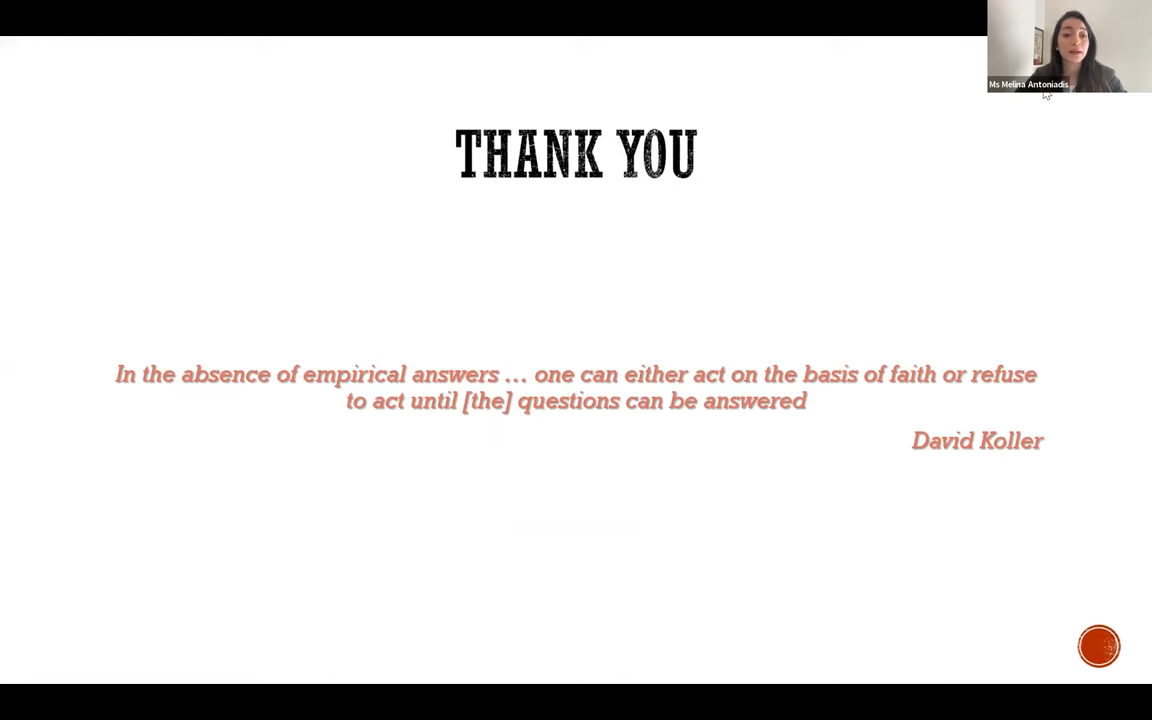 Ms Melina Antoniadis
THANK YOU
In the absence of empirical answers … one can either act on the basis of faith or refuse
to act until [the] questions can be answered
David Koller